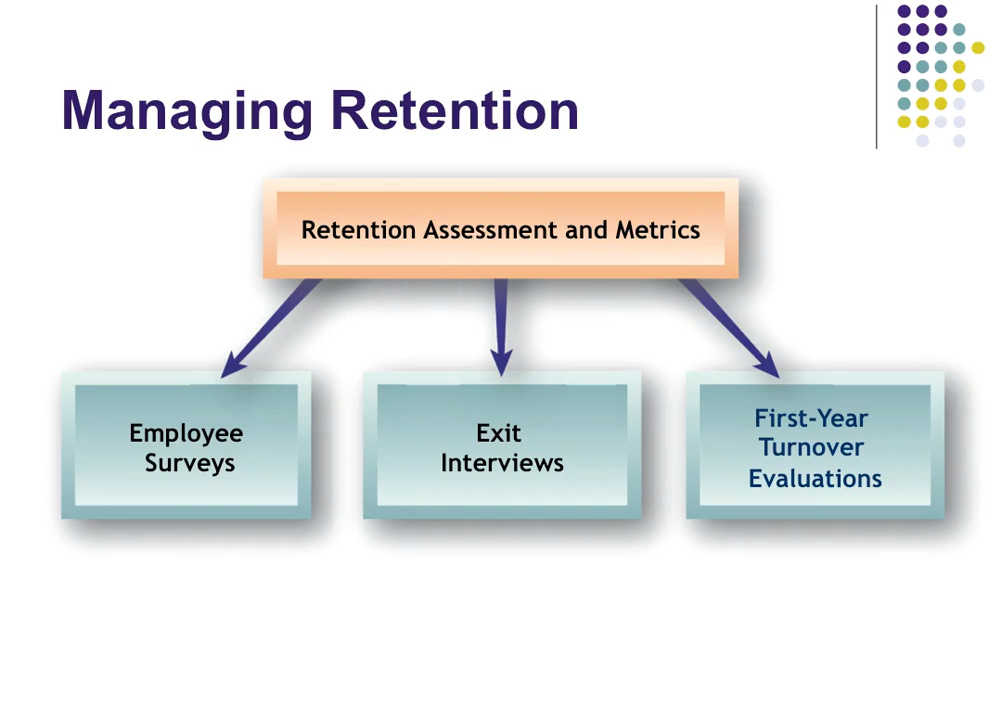 Managing Retention
Retention Assessment and Metrics
Employee
Surveys
Exit
Interviews
First-Year
Turnover
Evaluations